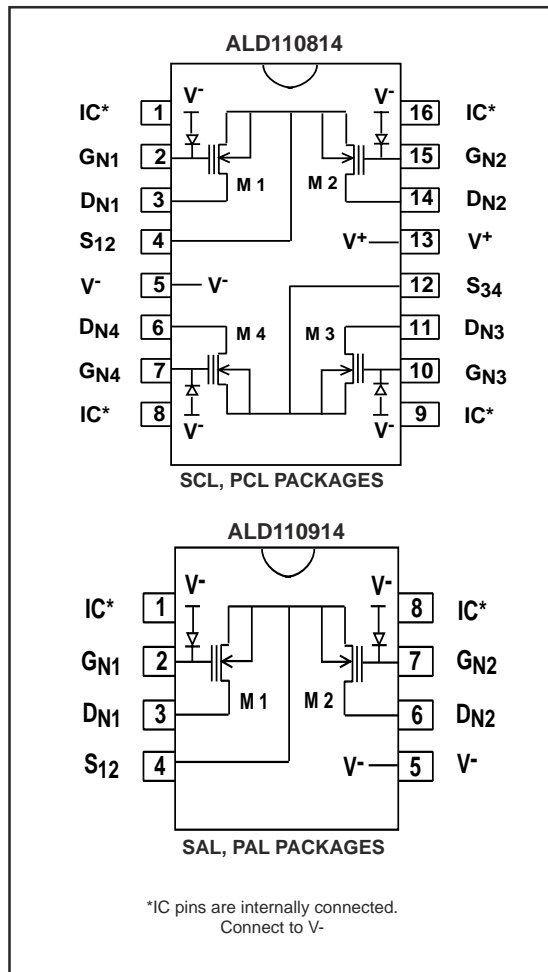 ALD110814
IC* 1 V- V- 16 IC*
GN1 2 15 GN2
DN1 3 M 1 M 2 14 DN2
S12 4 V+ 13 V+
V- 5 V- 12 S34
DN4 6 M 4 M 3 11 DN3
GN4 7 10 GN3
IC* 8 V- V- 9 IC*
SCL, PCL PACKAGES
ALD110914
IC* 1 V- V- 8 IC*
GN1 2 7 GN2
DN1 3 M 1 M 2 6 DN2
S12 4 V- 5 V-
SAL, PAL PACKAGES
*IC pins are internally connected.
Connect to V-